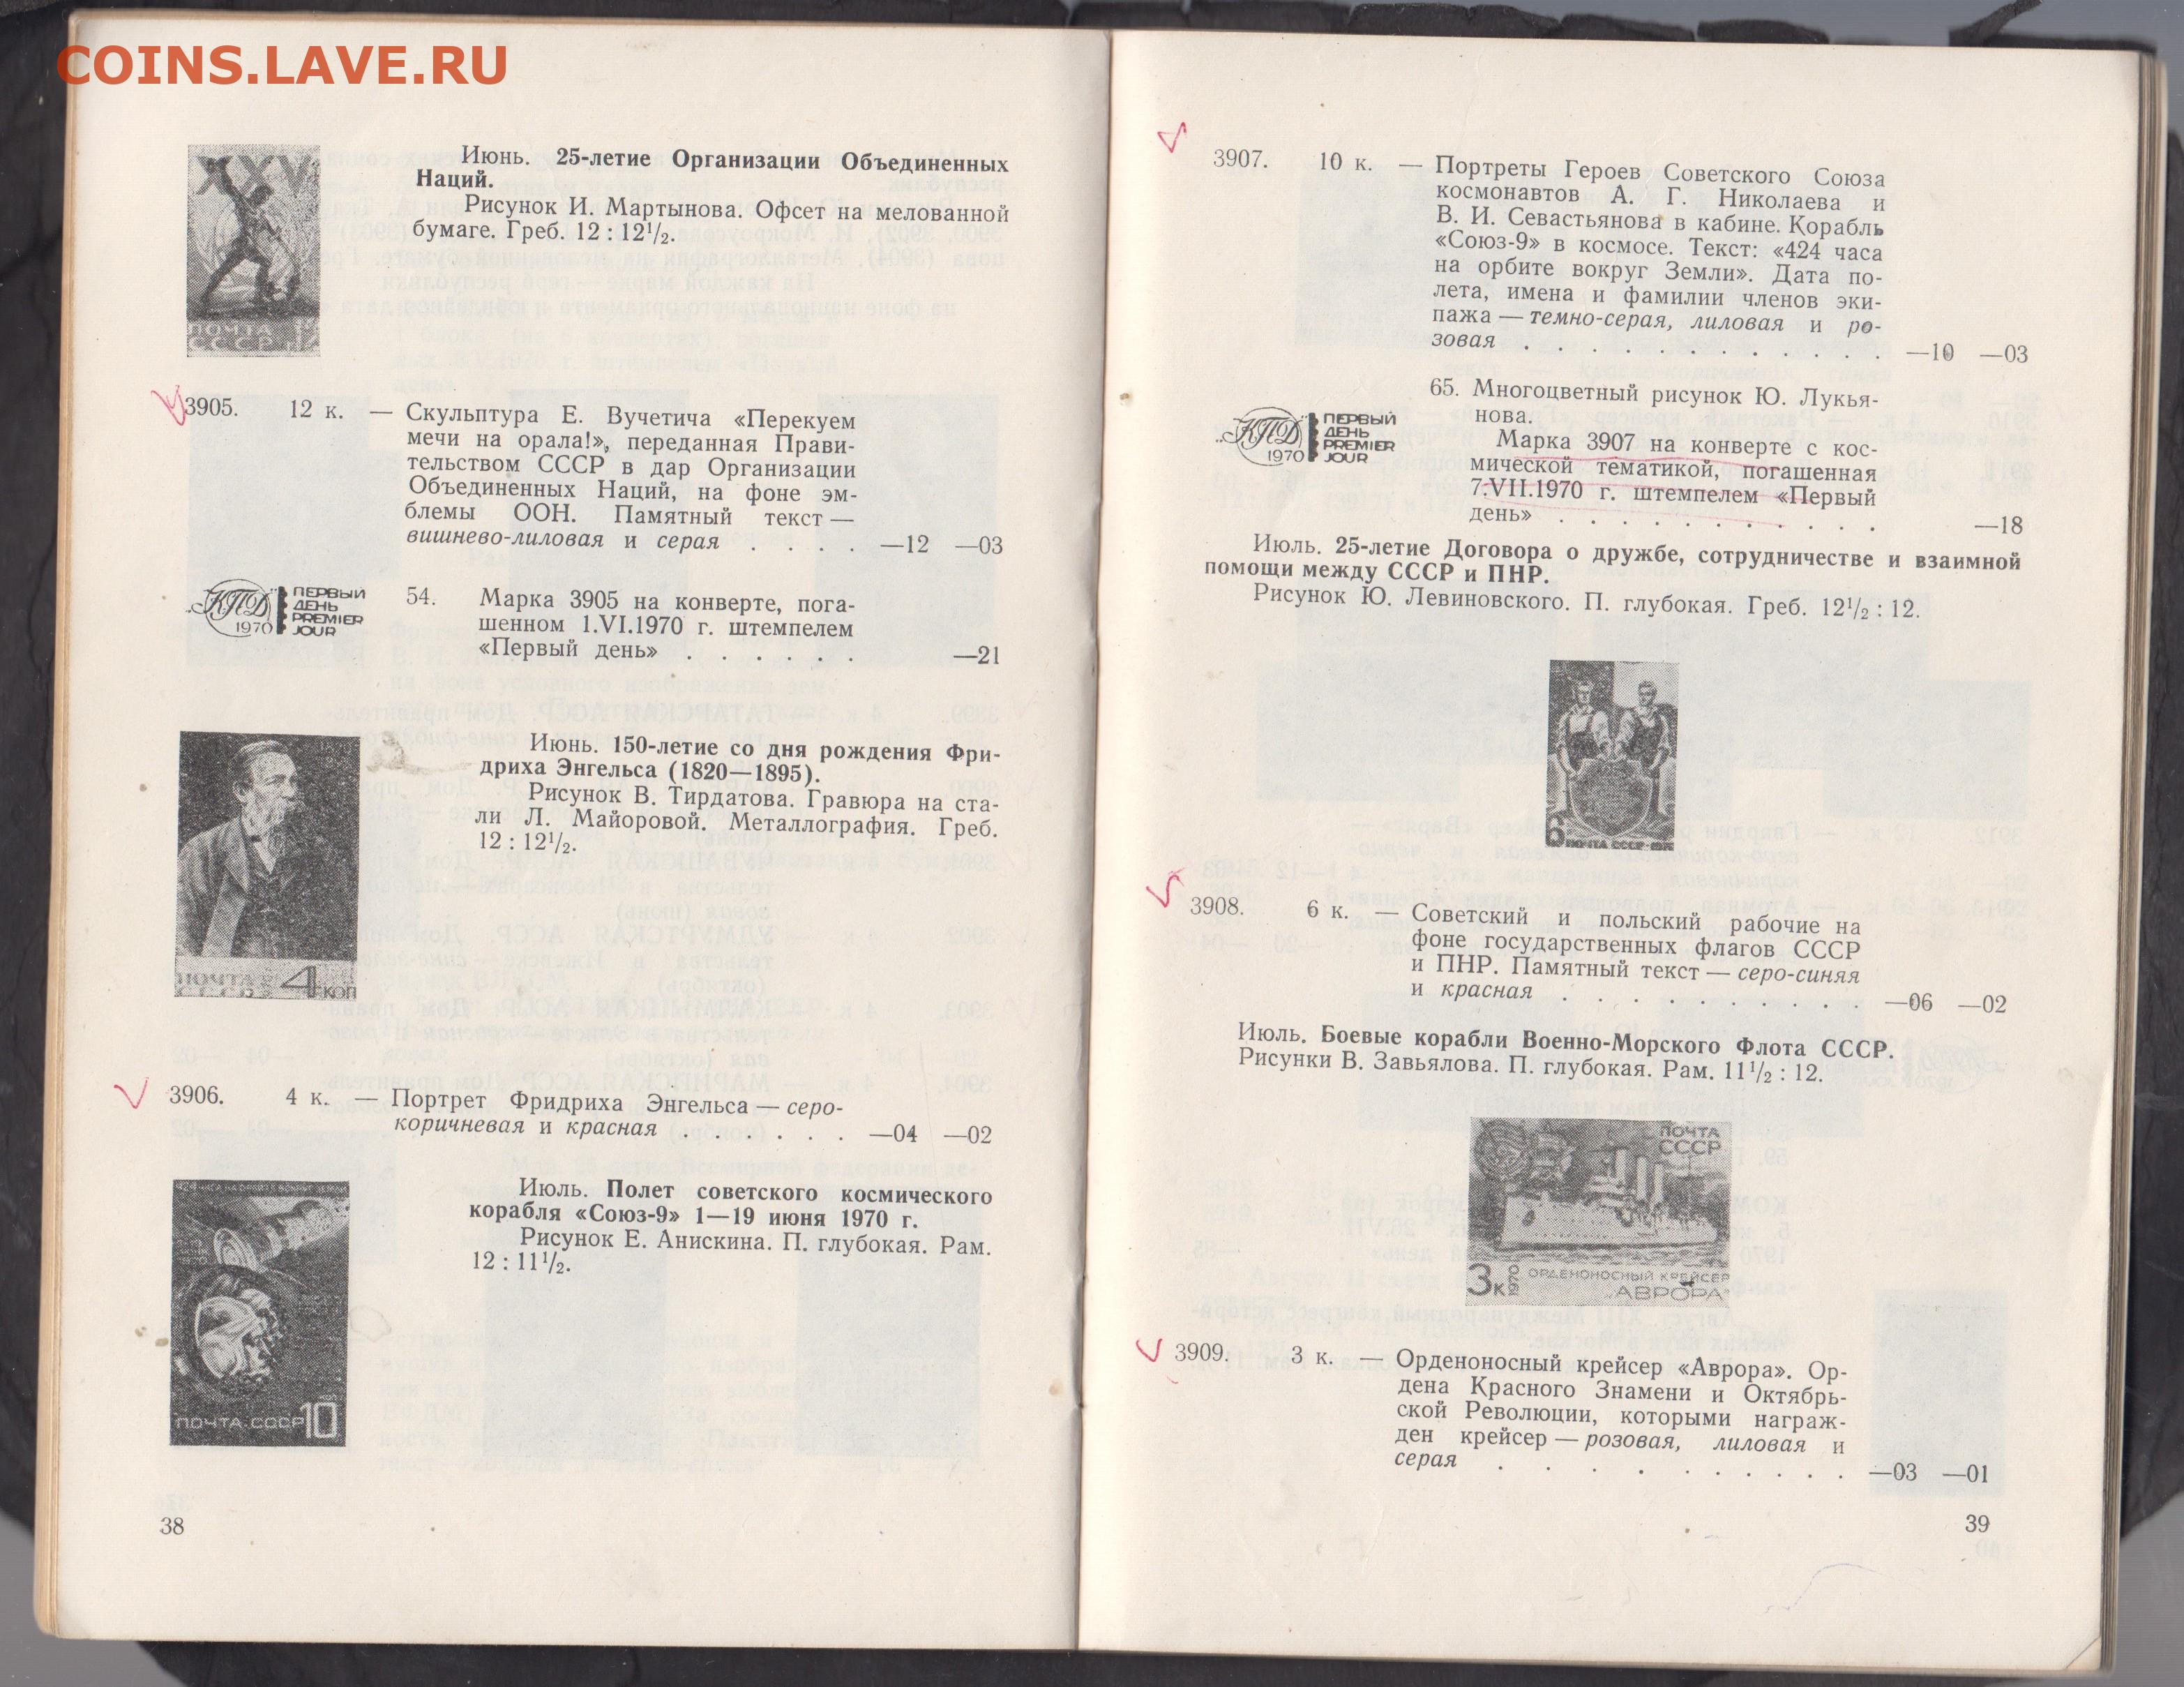 COINS.LAVE.RU
XXV
ПОЧТА
СССР 12
Июнь. 25-летие Организации Объединенных
Наций.
Рисунок И. Мартынова. Офсет на мелованной
бумаге. Греб. 12 : 12¹/₂.
3905. 12 к. — Скульптура Е. Вучетича «Перекуем
мечи на орала!», переданная Прави-
тельством СССР в дар Организации
Объединенных Наций, на фоне эм-
блемы ООН. Памятный текст —
вишнево-лиловая и серая . . . . —12 —03
КПД
1970
ПЕРВЫЙ
ДЕНЬ
PREMIER
JOUR
54. Марка 3905 на конверте, пога-
шенном 1.VI.1970 г. штемпелем
«Первый день» . . . . . . —21
ПОЧТА
СССР 4 КОП
Июнь. 150-летие со дня рождения Фри-
дриха Энгельса (1820—1895).
Рисунок В. Тирдатова. Гравюра на ста-
ли Л. Майоровой. Металлография. Греб.
12 : 12¹/₂.
3906. 4 к. — Портрет Фридриха Энгельса — серо-
коричневая и красная . . . . . . —04 —02
ПОЧТА СССР 10
Июль. Полет советского космического
корабля «Союз-9» 1—19 июня 1970 г.
Рисунок Е. Анискина. П. глубокая. Рам.
12 : 11¹/₂.
38
3907. 10 к. — Портреты Героев Советского Союза
космонавтов А. Г. Николаева и
В. И. Севастьянова в кабине. Корабль
«Союз-9» в космосе. Текст: «424 часа
на орбите вокруг Земли». Дата по-
лета, имена и фамилии членов эки-
пажа — темно-серая, лиловая и ро-
зовая . . . . . . . . . . . —10 —03
КПД
1970
ПЕРВЫЙ
ДЕНЬ
PREMIER
JOUR
65. Многоцветный рисунок Ю. Лукья-
нова.
Марка 3907 на конверте с кос-
мической тематикой, погашенная
7.VII.1970 г. штемпелем «Первый
день» . . . . . . . . . . —18
Июль. 25-летие Договора о дружбе, сотрудничестве и взаимной
помощи между СССР и ПНР.
Рисунок Ю. Левиновского. П. глубокая. Греб. 12¹/₂ : 12.
6
ПОЧТА СССР
3908. 6 к. — Советский и польский рабочие на
фоне государственных флагов СССР
и ПНР. Памятный текст — серо-синяя
и красная . . . . . . . . . —06 —02
Июль. Боевые корабли Военно-Морского Флота СССР.
Рисунки В. Завьялова. П. глубокая. Рам. 11¹/₂ : 12.
ПОЧТА
СССР
3к 1970 ОРДЕНОНОСНЫЙ КРЕЙСЕР
„АВРОРА"
3909. 3 к. — Орденоносный крейсер «Аврора». Ор-
дена Красного Знамени и Октябрь-
ской Революции, которыми награж-
ден крейсер — розовая, лиловая и
серая . . . . . . . . . —03 —01
39